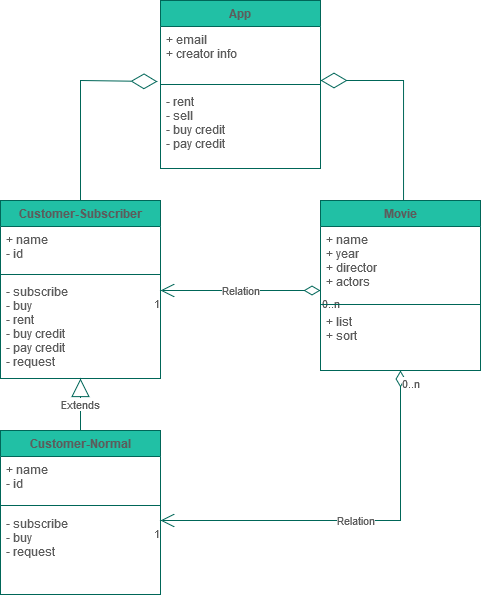 App
+ email
+ creator info
- rent
- sell
- buy credit
- pay credit
Customer-Subscriber
+ name
- id
- subscribe
- buy
- rent
- buy credit
- pay credit
- request
Movie
+ name
+ year
+ director
+ actors
+ list
+ sort
1
Relation
0..n
Extends
Customer-Normal
+ name
- id
- subscribe
- buy
- request
0..n
Relation
1